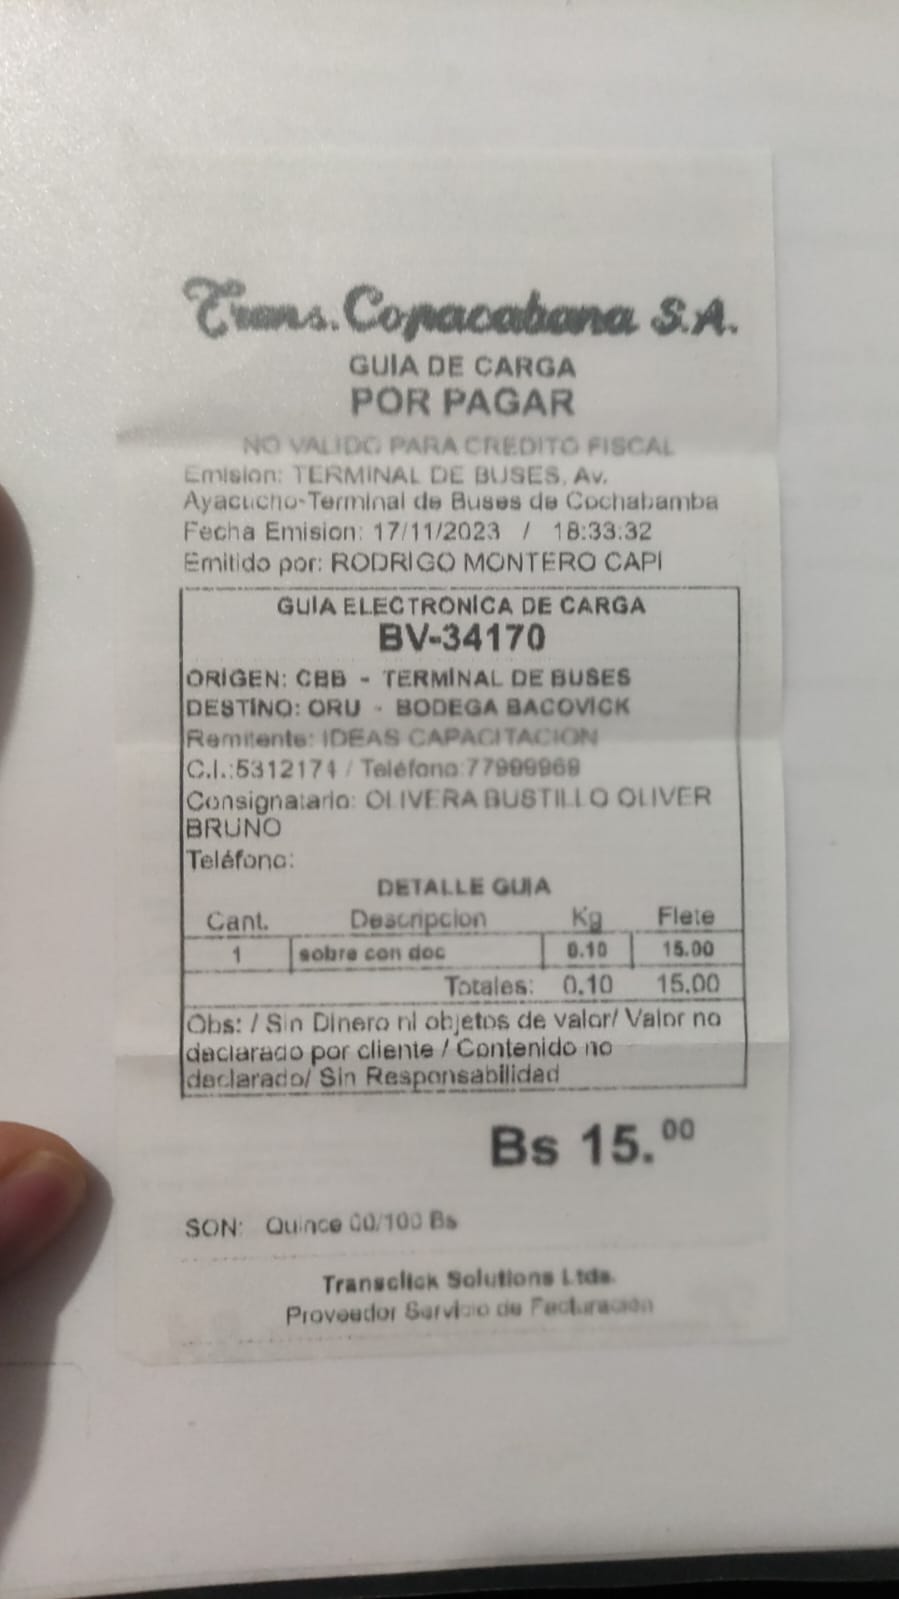 Trans. Copacabana S.A.
GUIA DE CARGA
POR PAGAR
NO VALIDO PARA CREDITO FISCAL
Emision: TERMINAL DE BUSES, Av.
Ayacucho-Terminal de Buses de Cochabamba
Fecha Emision: 17/11/2023 / 18:33:32
Emitido por: RODRIGO MONTERO CAPI
GUIA ELECTRONICA DE CARGA
BV-34170
ORIGEN: CBB - TERMINAL DE BUSES
DESTINO: ORU - BODEGA BACOVICK
Remitente: IDEAS CAPACITACION
C.I.:5312174 / Teléfono:77999969
Consignatario: OLIVERA BUSTILLO OLIVER
BRUNO
Teléfono:
DETALLE GUIA
Cant. Descripcion Kg Flete
1 sobre con doc 0.10 15.00
Totales: 0.10 15.00
Obs: / Sin Dinero ni objetos de valor/ Valor no
declarado por cliente / Contenido no
declarado/ Sin Responsabilidad
Bs 15.00
SON: Quince 00/100 Bs
Transclick Solutions Ltda.
Proveedor Servicio de Facturación